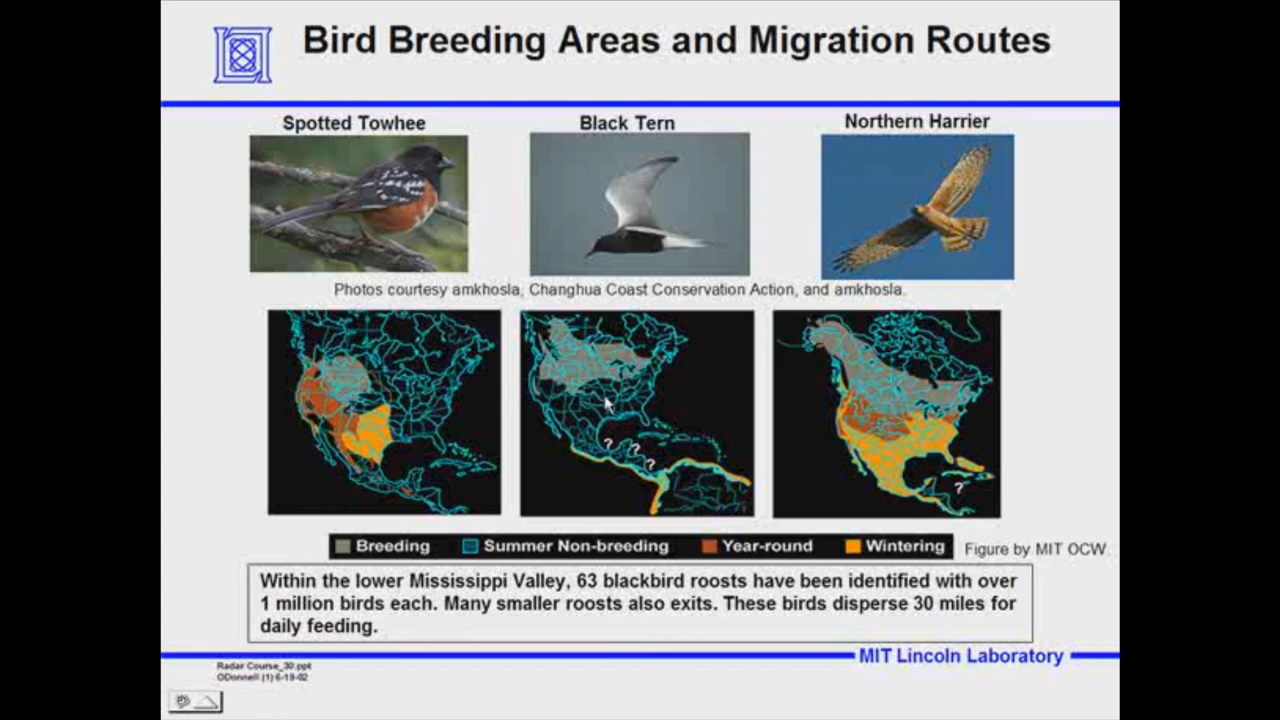 Bird Breeding Areas and Migration Routes
Spotted Towhee
Black Tern
Northern Harrier
Photos courtesy amkhosla, Changhua Coast Conservation Action, and amkhosla.
?
?
?
?
Breeding
Summer Non-breeding
Year-round
Wintering
Figure by MIT OCW.
Within the lower Mississippi Valley, 63 blackbird roosts have been identified with over
1 million birds each. Many smaller roosts also exits. These birds disperse 30 miles for
daily feeding.
MIT Lincoln Laboratory
Radar Course_30.ppt
ODonnell (1) 6-19-02